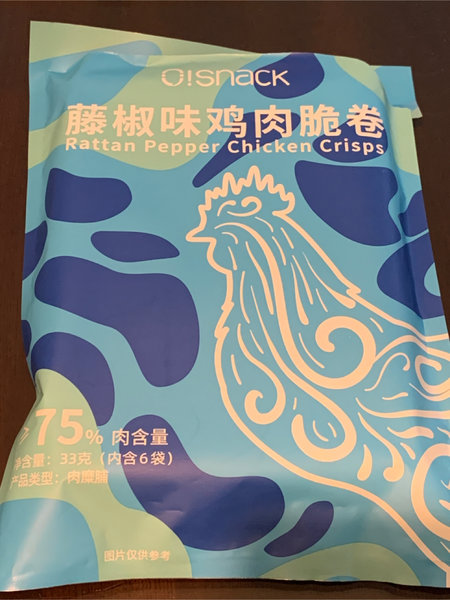 O!snack
藤椒味鸡肉脆卷
Rattan Pepper Chicken Crisps
>75% 肉含量
净含量：33克（内含6袋）
产品类型：肉糜脯
图片仅供参考